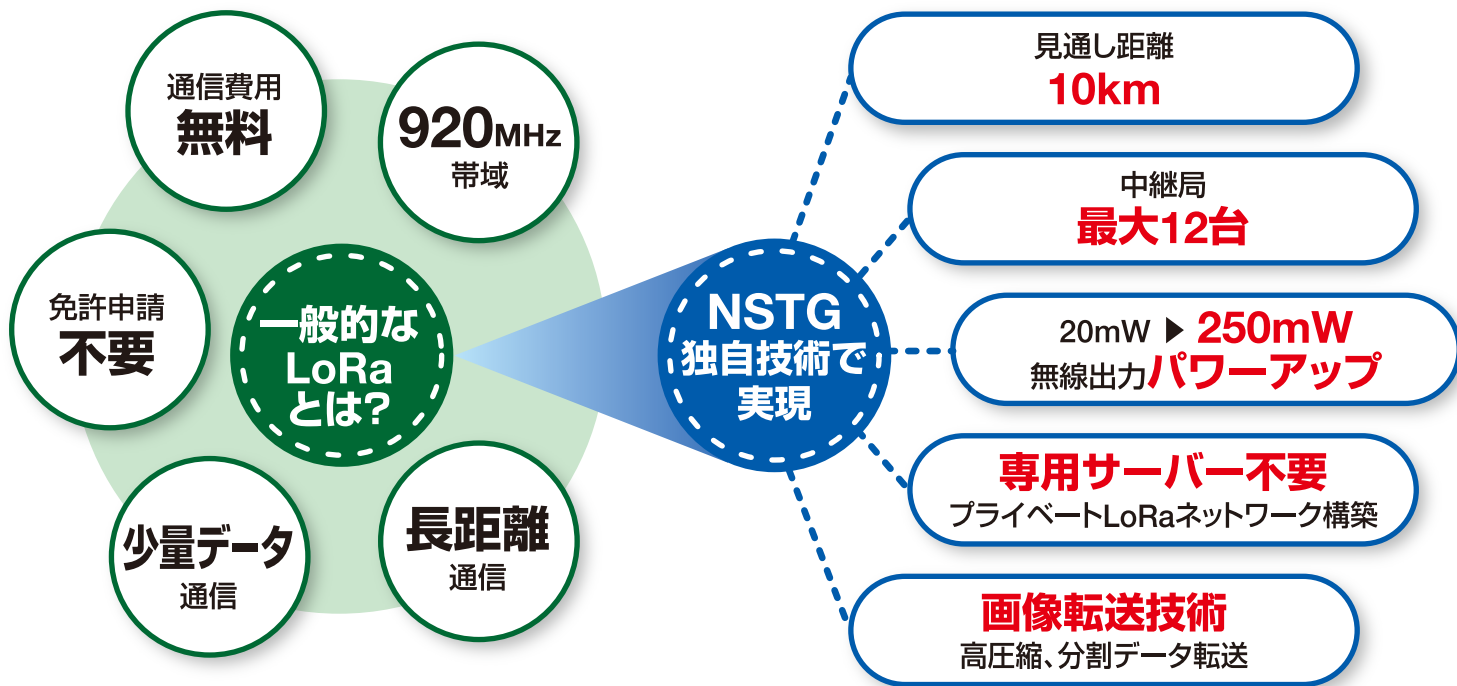 通信費用
無料
920MHz
帯域
免許申請
不要
一般的な
LoRa
とは?
少量データ
通信
長距離
通信
NSTG
独自技術で
実現
見通し距離
10km
中継局
最大12台
20mW ▶ 250mW
無線出力パワーアップ
専用サーバー不要
プライベートLoRaネットワーク構築
画像転送技術
高圧縮、分割データ転送